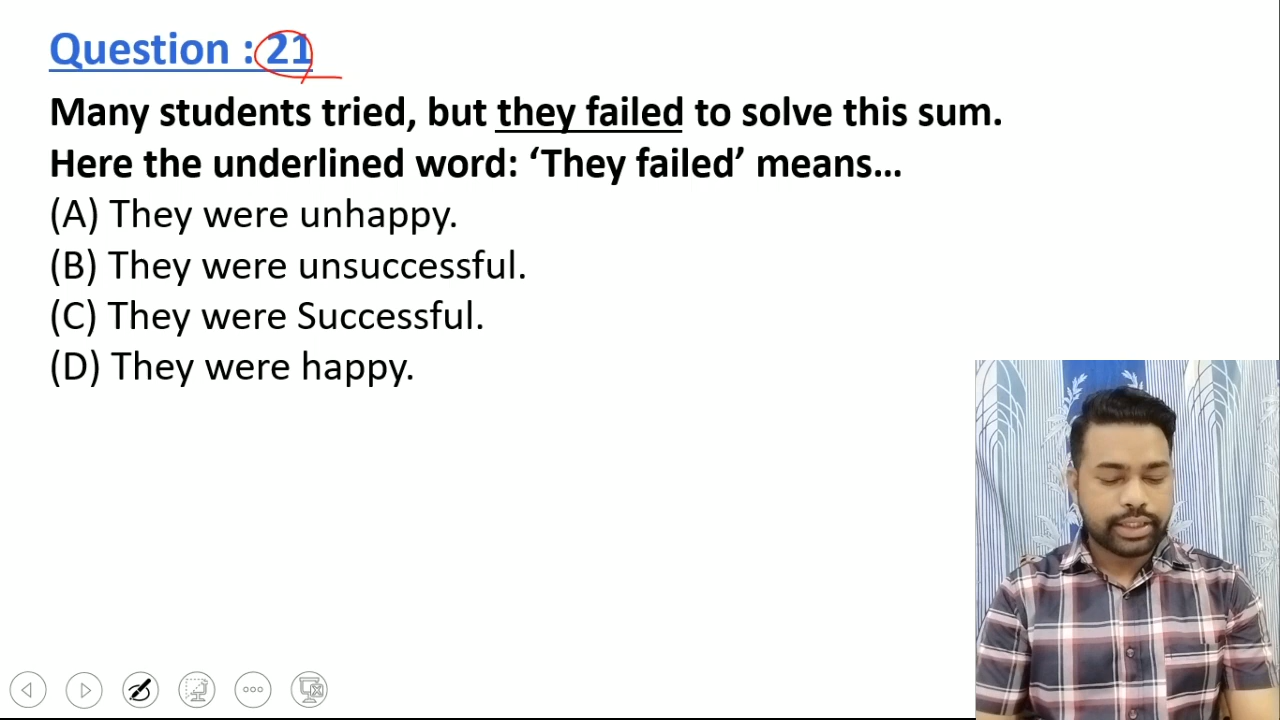 Question : 21
Many students tried, but they failed to solve this sum.
Here the underlined word: ‘They failed’ means...
(A) They were unhappy.
(B) They were unsuccessful.
(C) They were Successful.
(D) They were happy.